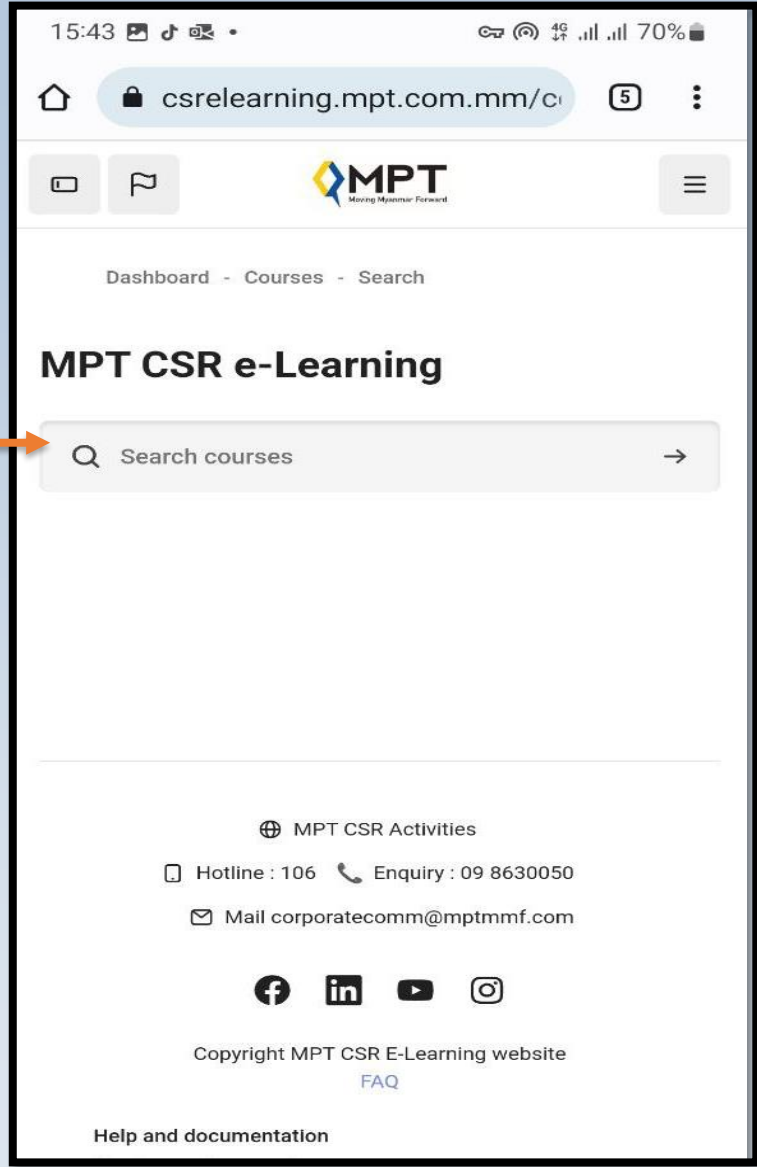 15:43 70%
csrelearning.mpt.com.mm/c
5
MPT
Moving Myanmar Forward
Dashboard - Courses - Search
MPT CSR e-Learning
Search courses
MPT CSR Activities
Hotline : 106 Enquiry : 09 8630050
Mail corporatecomm@mptmmf.com
Copyright MPT CSR E-Learning website
FAQ
Help and documentation